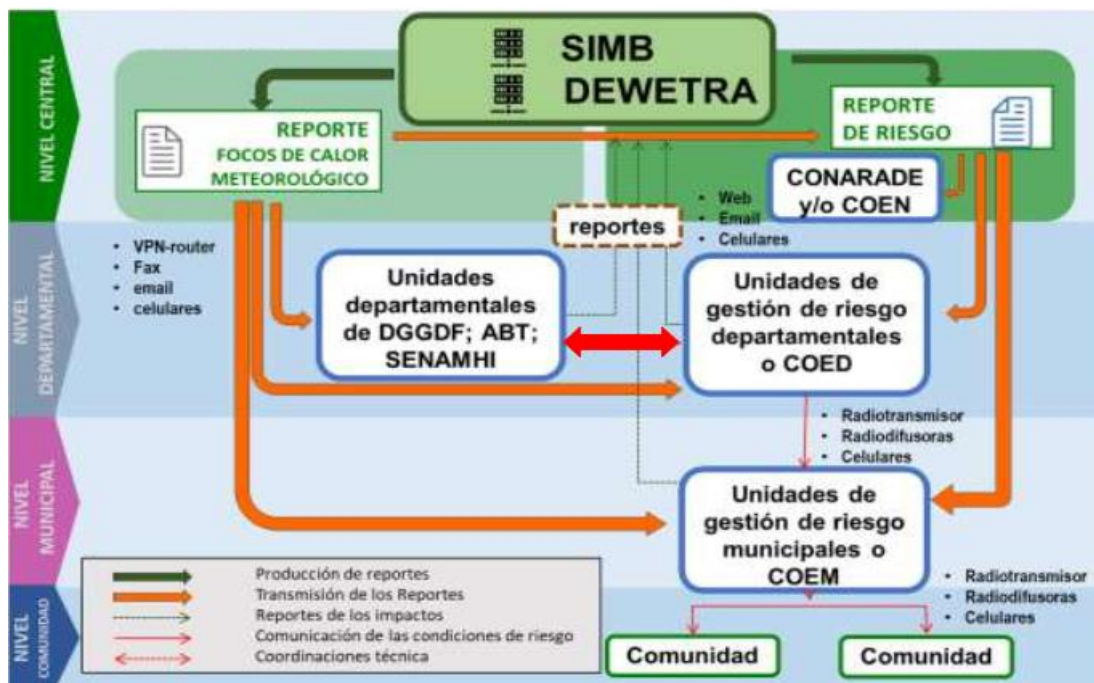 NIVEL CENTRAL
SIMB
DEWETRA
REPORTE
FOCOS DE CALOR
METEOROLÓGICO
REPORTE
DE RIESGO
CONARADE
y/o COEN
• Web
• Email
• Celulares
reportes
NIVEL
DEPARTAMENTAL
• VPN-router
• Fax
• email
• celulares
Unidades
departamentales
de DGGDF; ABT;
SENAMHI
Unidades de
gestión de riesgo
departamentales
o COED
• Radiotransmisor
• Radiodifusoras
• Celulares
NIVEL
MUNICIPAL
Unidades de
gestión de riesgo
municipales o
COEM
Producción de reportes
Transmisión de los Reportes
Reportes de los impactos
Comunicación de las condiciones de riesgo
Coordinaciones técnica
• Radiotransmisor
• Radiodifusoras
• Celulares
NIVEL
COMUNIDAD
Comunidad
Comunidad